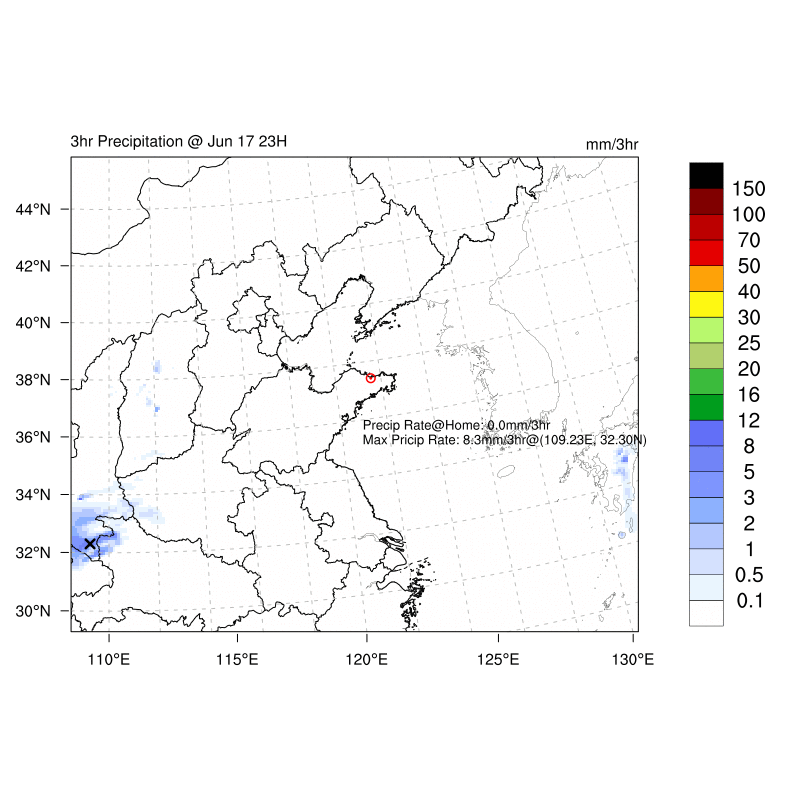 3hr Precipitation @ Jun 17 23H
mm/3hr
150
100
70
50
40
30
25
20
16
12
8
5
3
2
1
0.5
0.1
44°N
42°N
40°N
38°N
36°N
34°N
32°N
30°N
Precip Rate@Home: 0.0mm/3hr
Max Pricip Rate: 8.3mm/3hr@(109.23E, 32.30N)
110°E
115°E
120°E
125°E
130°E